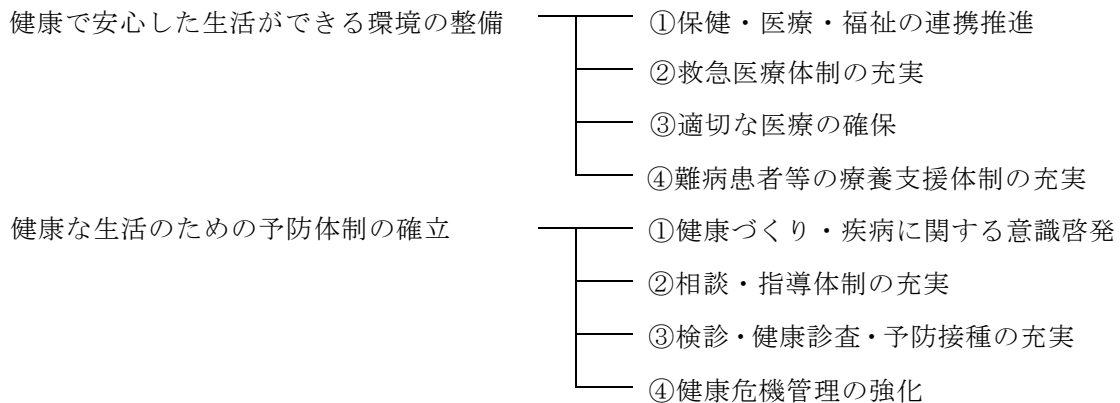 健康で安心した生活ができる環境の整備
①保健・医療・福祉の連携推進
②救急医療体制の充実
③適切な医療の確保
④難病患者等の療養支援体制の充実
健康な生活のための予防体制の確立
①健康づくり・疾病に関する意識啓発
②相談・指導体制の充実
③検診・健康診査・予防接種の充実
④健康危機管理の強化